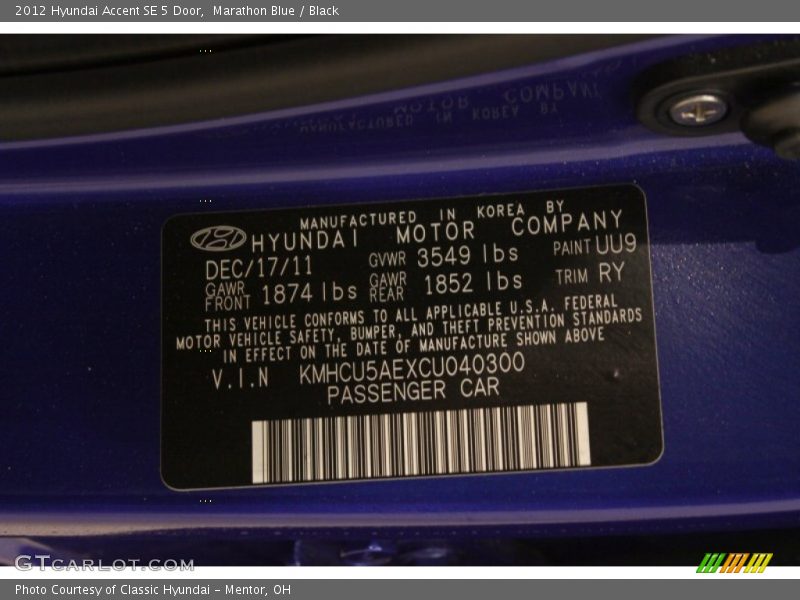 2012 Hyundai Accent SE 5 Door,  Marathon Blue / Black
MANUFACTURED IN KOREA BY
HYUNDAI MOTOR COMPANY
DEC/17/11 GVWR 3549 lbs PAINT UU9
GAWR FRONT 1874 lbs GAWR REAR 1852 lbs TRIM RY
THIS VEHICLE CONFORMS TO ALL APPLICABLE U.S.A. FEDERAL
MOTOR VEHICLE SAFETY, BUMPER, AND THEFT PREVENTION STANDARDS
IN EFFECT ON THE DATE OF MANUFACTURE SHOWN ABOVE
V.I.N KMHCU5AEXCU040300
PASSENGER CAR
GTCARLOT.COM
Photo Courtesy of Classic Hyundai - Mentor, OH